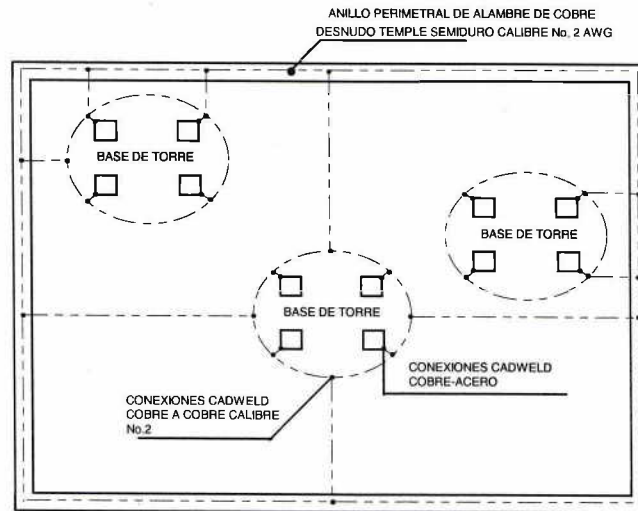 ANILLO PERIMETRAL DE ALAMBRE DE COBRE
DESNUDO TEMPLE SEMIDURO CALIBRE No. 2 AWG
BASE DE TORRE
BASE DE TORRE
BASE DE TORRE
CONEXIONES CADWELD
COBRE-ACERO
CONEXIONES CADWELD
COBRE A COBRE CALIBRE
No.2